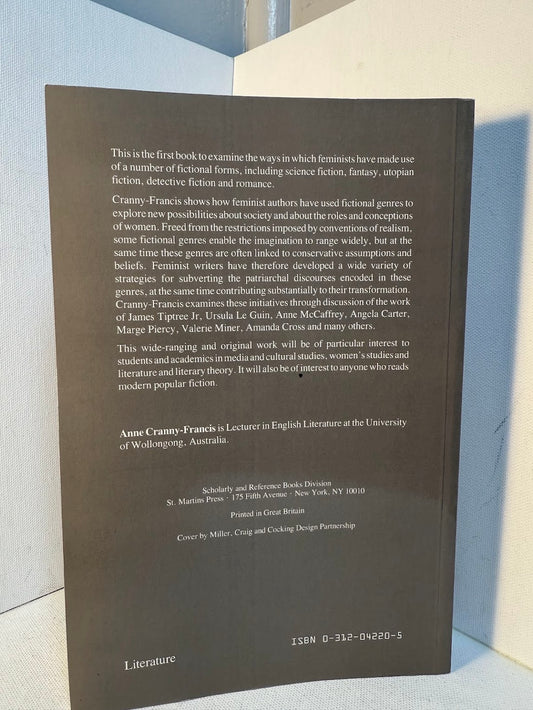 This is the first book to examine the ways in which feminists have made use
of a number of fictional forms, including science fiction, fantasy, utopian
fiction, detective fiction and romance.
Cranny-Francis shows how feminist authors have used fictional genres to
explore new possibilities about society and about the roles and conceptions
of women. Freed from the restrictions imposed by conventions of realism,
some fictional genres enable the imagination to range widely, but at the
same time these genres are often linked to conservative assumptions and
beliefs. Feminist writers have therefore developed a wide variety of
strategies for subverting the patriarchal discourses encoded in these
genres, at the same time contributing substantially to their transformation.
Cranny-Francis examines these initiatives through discussion of the work
of James Tiptree Jr, Ursula Le Guin, Anne McCaffrey, Angela Carter,
Marge Piercy, Valerie Miner, Amanda Cross and many others.
This wide-ranging and original work will be of particular interest to
students and academics in media and cultural studies, women's studies and
literature and literary theory. It will also be of interest to anyone who reads
modern popular fiction.
Anne Cranny-Francis is Lecturer in English Literature at the University
of Wollongong, Australia.
Scholarly and Reference Books Division
St. Martins Press · 175 Fifth Avenue · New York, NY 10010
Printed in Great Britain
Cover by Miller, Craig and Cocking Design Partnership
ISBN 0-312-04220-5
Literature